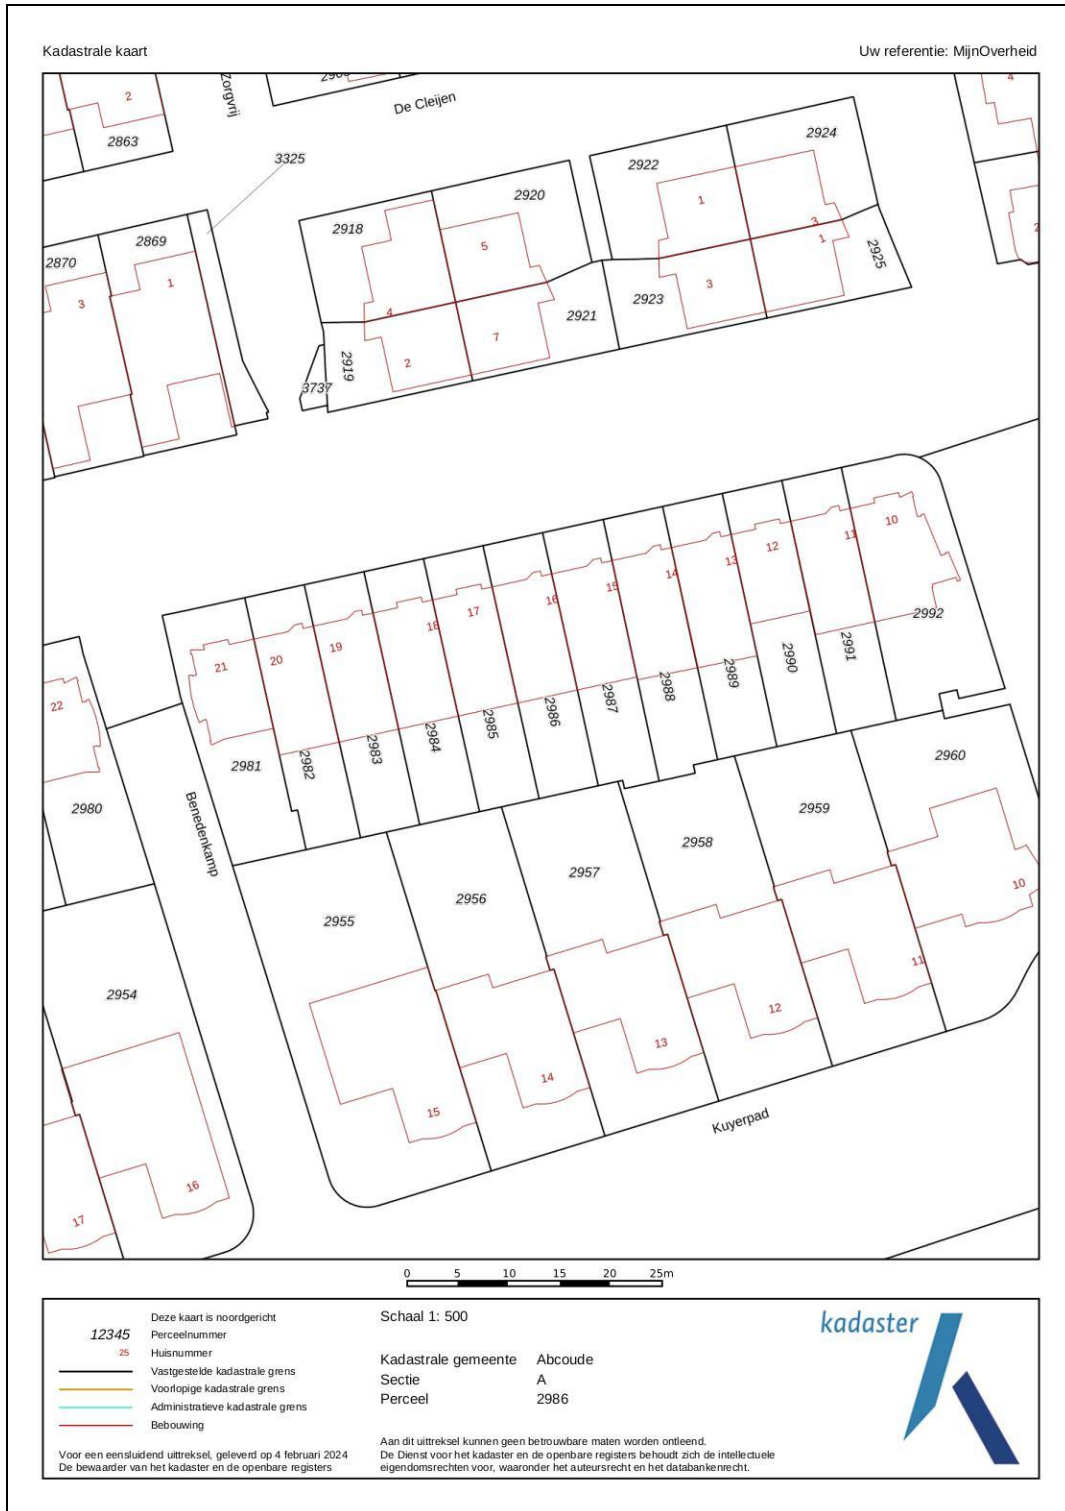 Kadastrale kaart
Uw referentie: MijnOverheid
Zorgvrij
De Cleijen
4
2
2863
3325
2924
2922
2920
2918
2869
2870
1
5
3
1
2925
3
1
2
3
2923
4
2921
7
2
2919
3737
10
11
12
13
14
15
16
17
18
19
20
21
22
2992
2991
2990
2989
2988
2987
2986
2985
2984
2983
2982
2981
2980
2960
2959
2958
2957
2956
2955
2954
Benedenkamp
10
11
12
13
14
15
16
17
Kuyerpad
0 5 10 15 20 25m
Deze kaart is noordgericht
12345 Perceelnummer
25 Huisnummer
Vastgestelde kadastrale grens
Voorlopige kadastrale grens
Administratieve kadastrale grens
Bebouwing
Voor een eensluidend uittreksel, geleverd op 4 februari 2024
De bewaarder van het kadaster en de openbare registers
Schaal 1: 500
Kadastrale gemeente Abcoude
Sectie A
Perceel 2986
Aan dit uittreksel kunnen geen betrouwbare maten worden ontleend.
De Dienst voor het kadaster en de openbare registers behoudt zich de intellectuele
eigendomsrechten voor, waaronder het auteursrecht en het databankenrecht.
kadaster